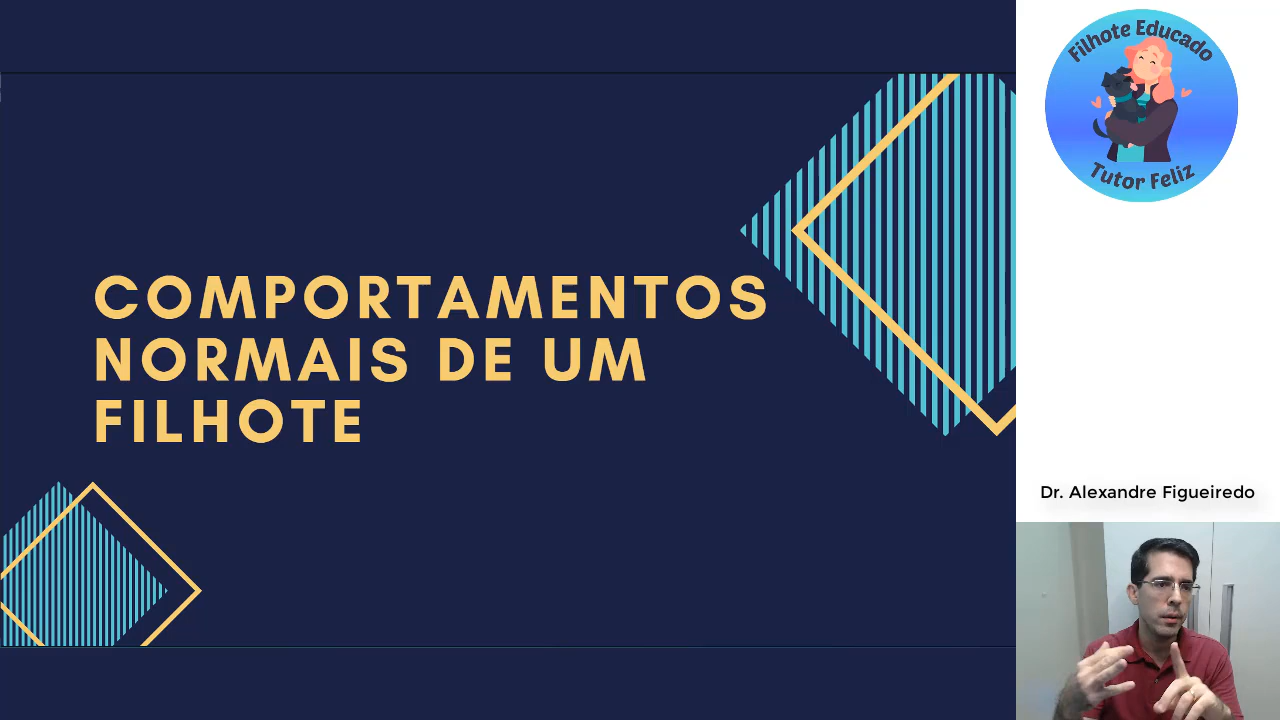 COMPORTAMENTOS
NORMAIS DE UM
FILHOTE
Filhote Educado
Tutor Feliz
Dr. Alexandre Figueiredo